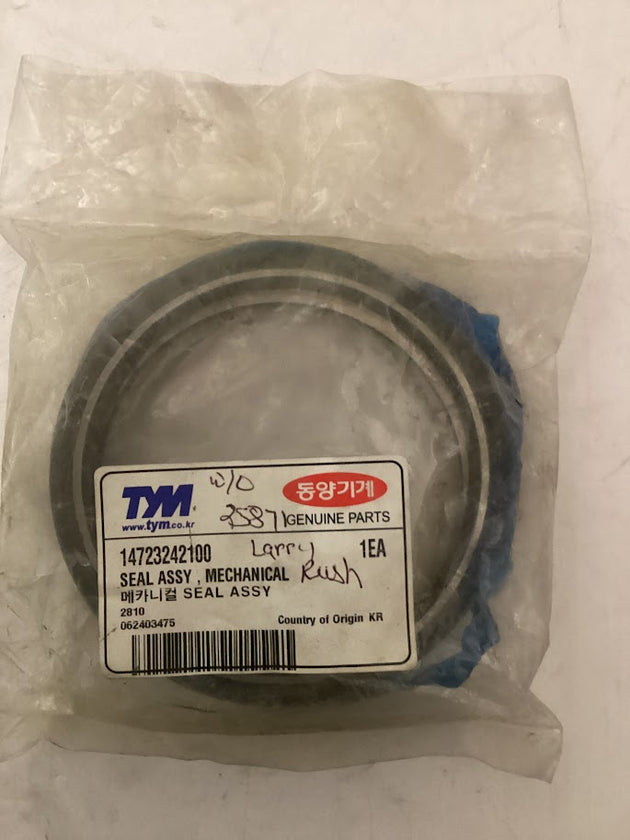 TYM
www.tym.co.kr
w/o
35871
동양기계
GENUINE PARTS
14723242100
Larry
1EA
SEAL ASSY , MECHANICAL
Rush
메카니컬 SEAL ASSY
2810
062403475
Country of Origin KR